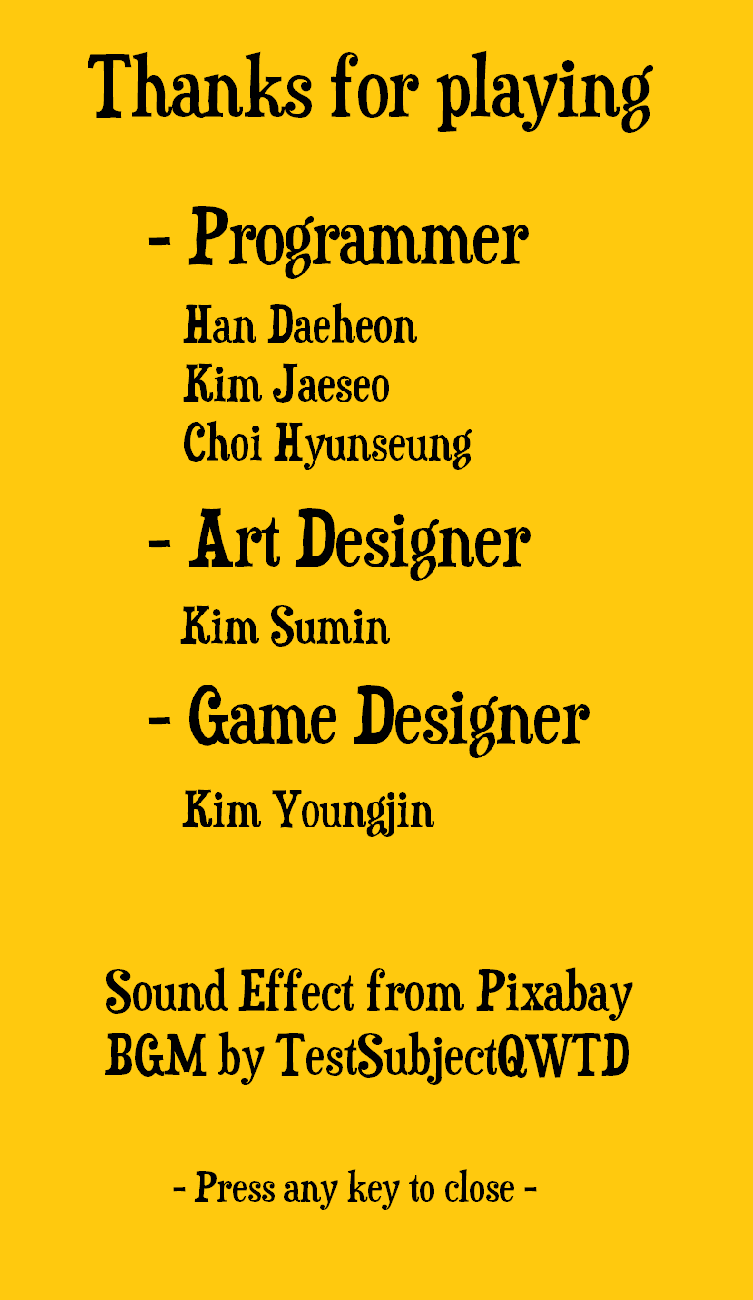 Thanks for playing
- Programmer
Han Daeheon
Kim Jaeseo
Choi Hyunseung
- Art Designer
Kim Sumin
- Game Designer
Kim Youngjin
Sound Effect from Pixabay
BGM by TestSubjectQWTD
- Press any key to close -